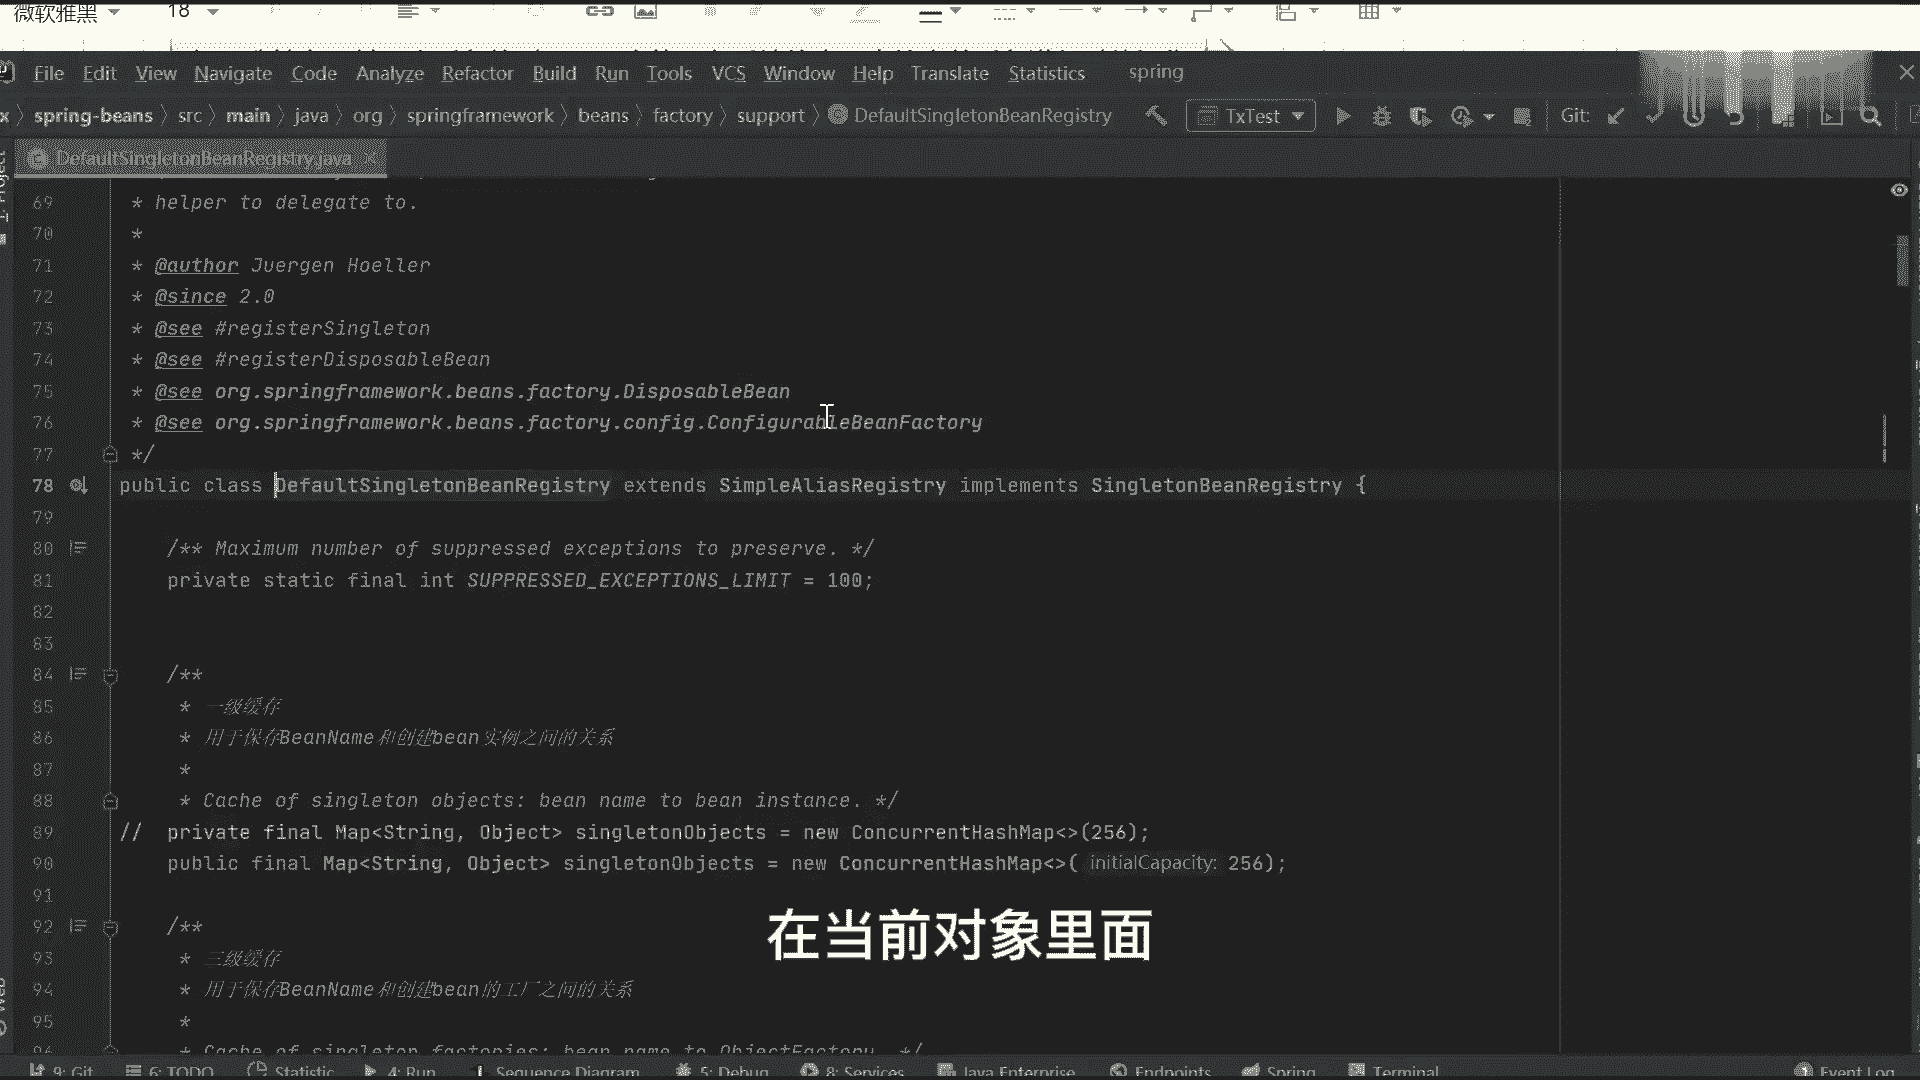 微软雅黑 18
File Edit View Navigate Code Analyze Refactor Build Run Tools VCS Window Help Translate Statistics spring
spring-beans src main java org springframework beans factory support DefaultSingletonBeanRegistry TxTest Git:
DefaultSingletonBeanRegistry.java
69 * helper to delegate to.
70 *
71 * @author Juergen Hoeller
72 * @since 2.0
73 * @see #registerSingleton
74 * @see #registerDisposableBean
75 * @see org.springframework.beans.factory.DisposableBean
76 * @see org.springframework.beans.factory.config.ConfigurableBeanFactory
77 */
78 public class DefaultSingletonBeanRegistry extends SimpleAliasRegistry implements SingletonBeanRegistry {
79
80 /** Maximum number of suppressed exceptions to preserve. */
81 private static final int SUPPRESSED_EXCEPTIONS_LIMIT = 100;
82
83
84 /**
85 * 一级缓存
86 * 用于保存BeanName和创建bean实例之间的关系
87 *
88 * Cache of singleton objects: bean name to bean instance. */
89 // private final Map<String, Object> singletonObjects = new ConcurrentHashMap<>(256);
90 public final Map<String, Object> singletonObjects = new ConcurrentHashMap<>( initialCapacity: 256);
91
92 /**
93 * 三级缓存
94 * 用于保存BeanName和创建bean的工厂之间的关系
95 *
96 * Cache of singleton factories: bean name to ObjectFactory. */
在当前对象里面
9: Git 6: TODO Statistic 4: Run Sequence Diagram 5: Debug 8: Services Java Enterprise Endpoints Spring Terminal Event Log